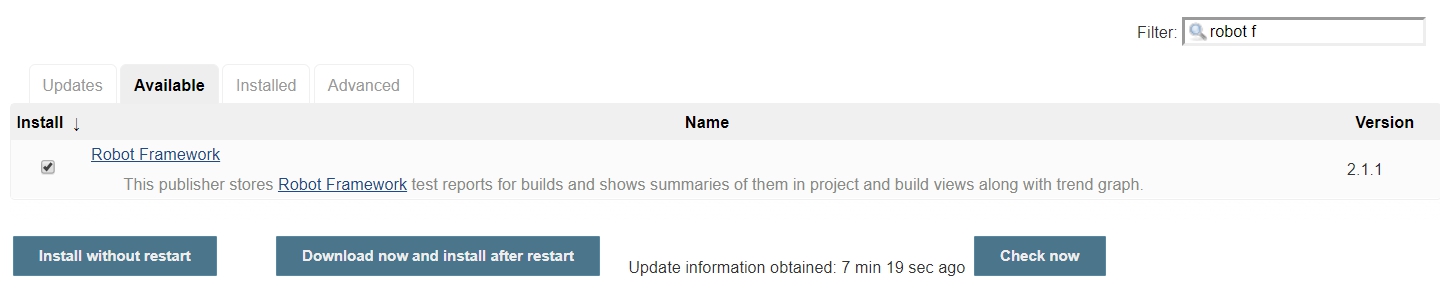 Filter: robot f
Updates Available Installed Advanced
Install ↓ Name Version
Robot Framework
2.1.1
This publisher stores Robot Framework test reports for builds and shows summaries of them in project and build views along with trend graph.
Install without restart Download now and install after restart Update information obtained: 7 min 19 sec ago Check now